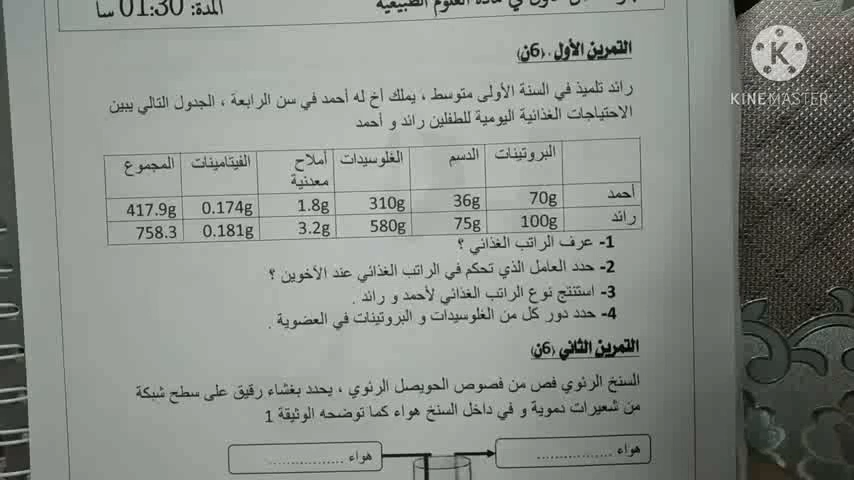 المدة: 01:30 سا
في مادة العلوم الطبيعية
KINEMASTER
التمرين الأول. (6ن)
رائد تلميذ في السنة الأولى متوسط ، يملك أخ له أحمد في سن الرابعة ، الجدول التالي يبين
الاحتياجات الغذائية اليومية للطفلين رائد و أحمد
البروتينات الدسم الغلوسيدات أملاح معدنية الفيتامينات المجموع
أحمد 70g 36g 310g 1.8g 0.174g 417.9g
رائد 100g 75g 580g 3.2g 0.181g 758.3
1- عرف الراتب الغذائي ؟
2- حدد العامل الذي تحكم في الراتب الغذائي عند الأخوين ؟
3- استنتج نوع الراتب الغذائي لأحمد و رائد .
4- حدد دور كل من الغلوسيدات و البروتينات في العضوية .
التمرين الثاني (6ن)
السنخ الرئوي فص من فصوص الحويصل الرئوي ، يحدد بغشاء رقيق على سطح شبكة
من شعيرات دموية و في داخل السنخ هواء كما توضحه الوثيقة 1
هواء ................
هواء ................